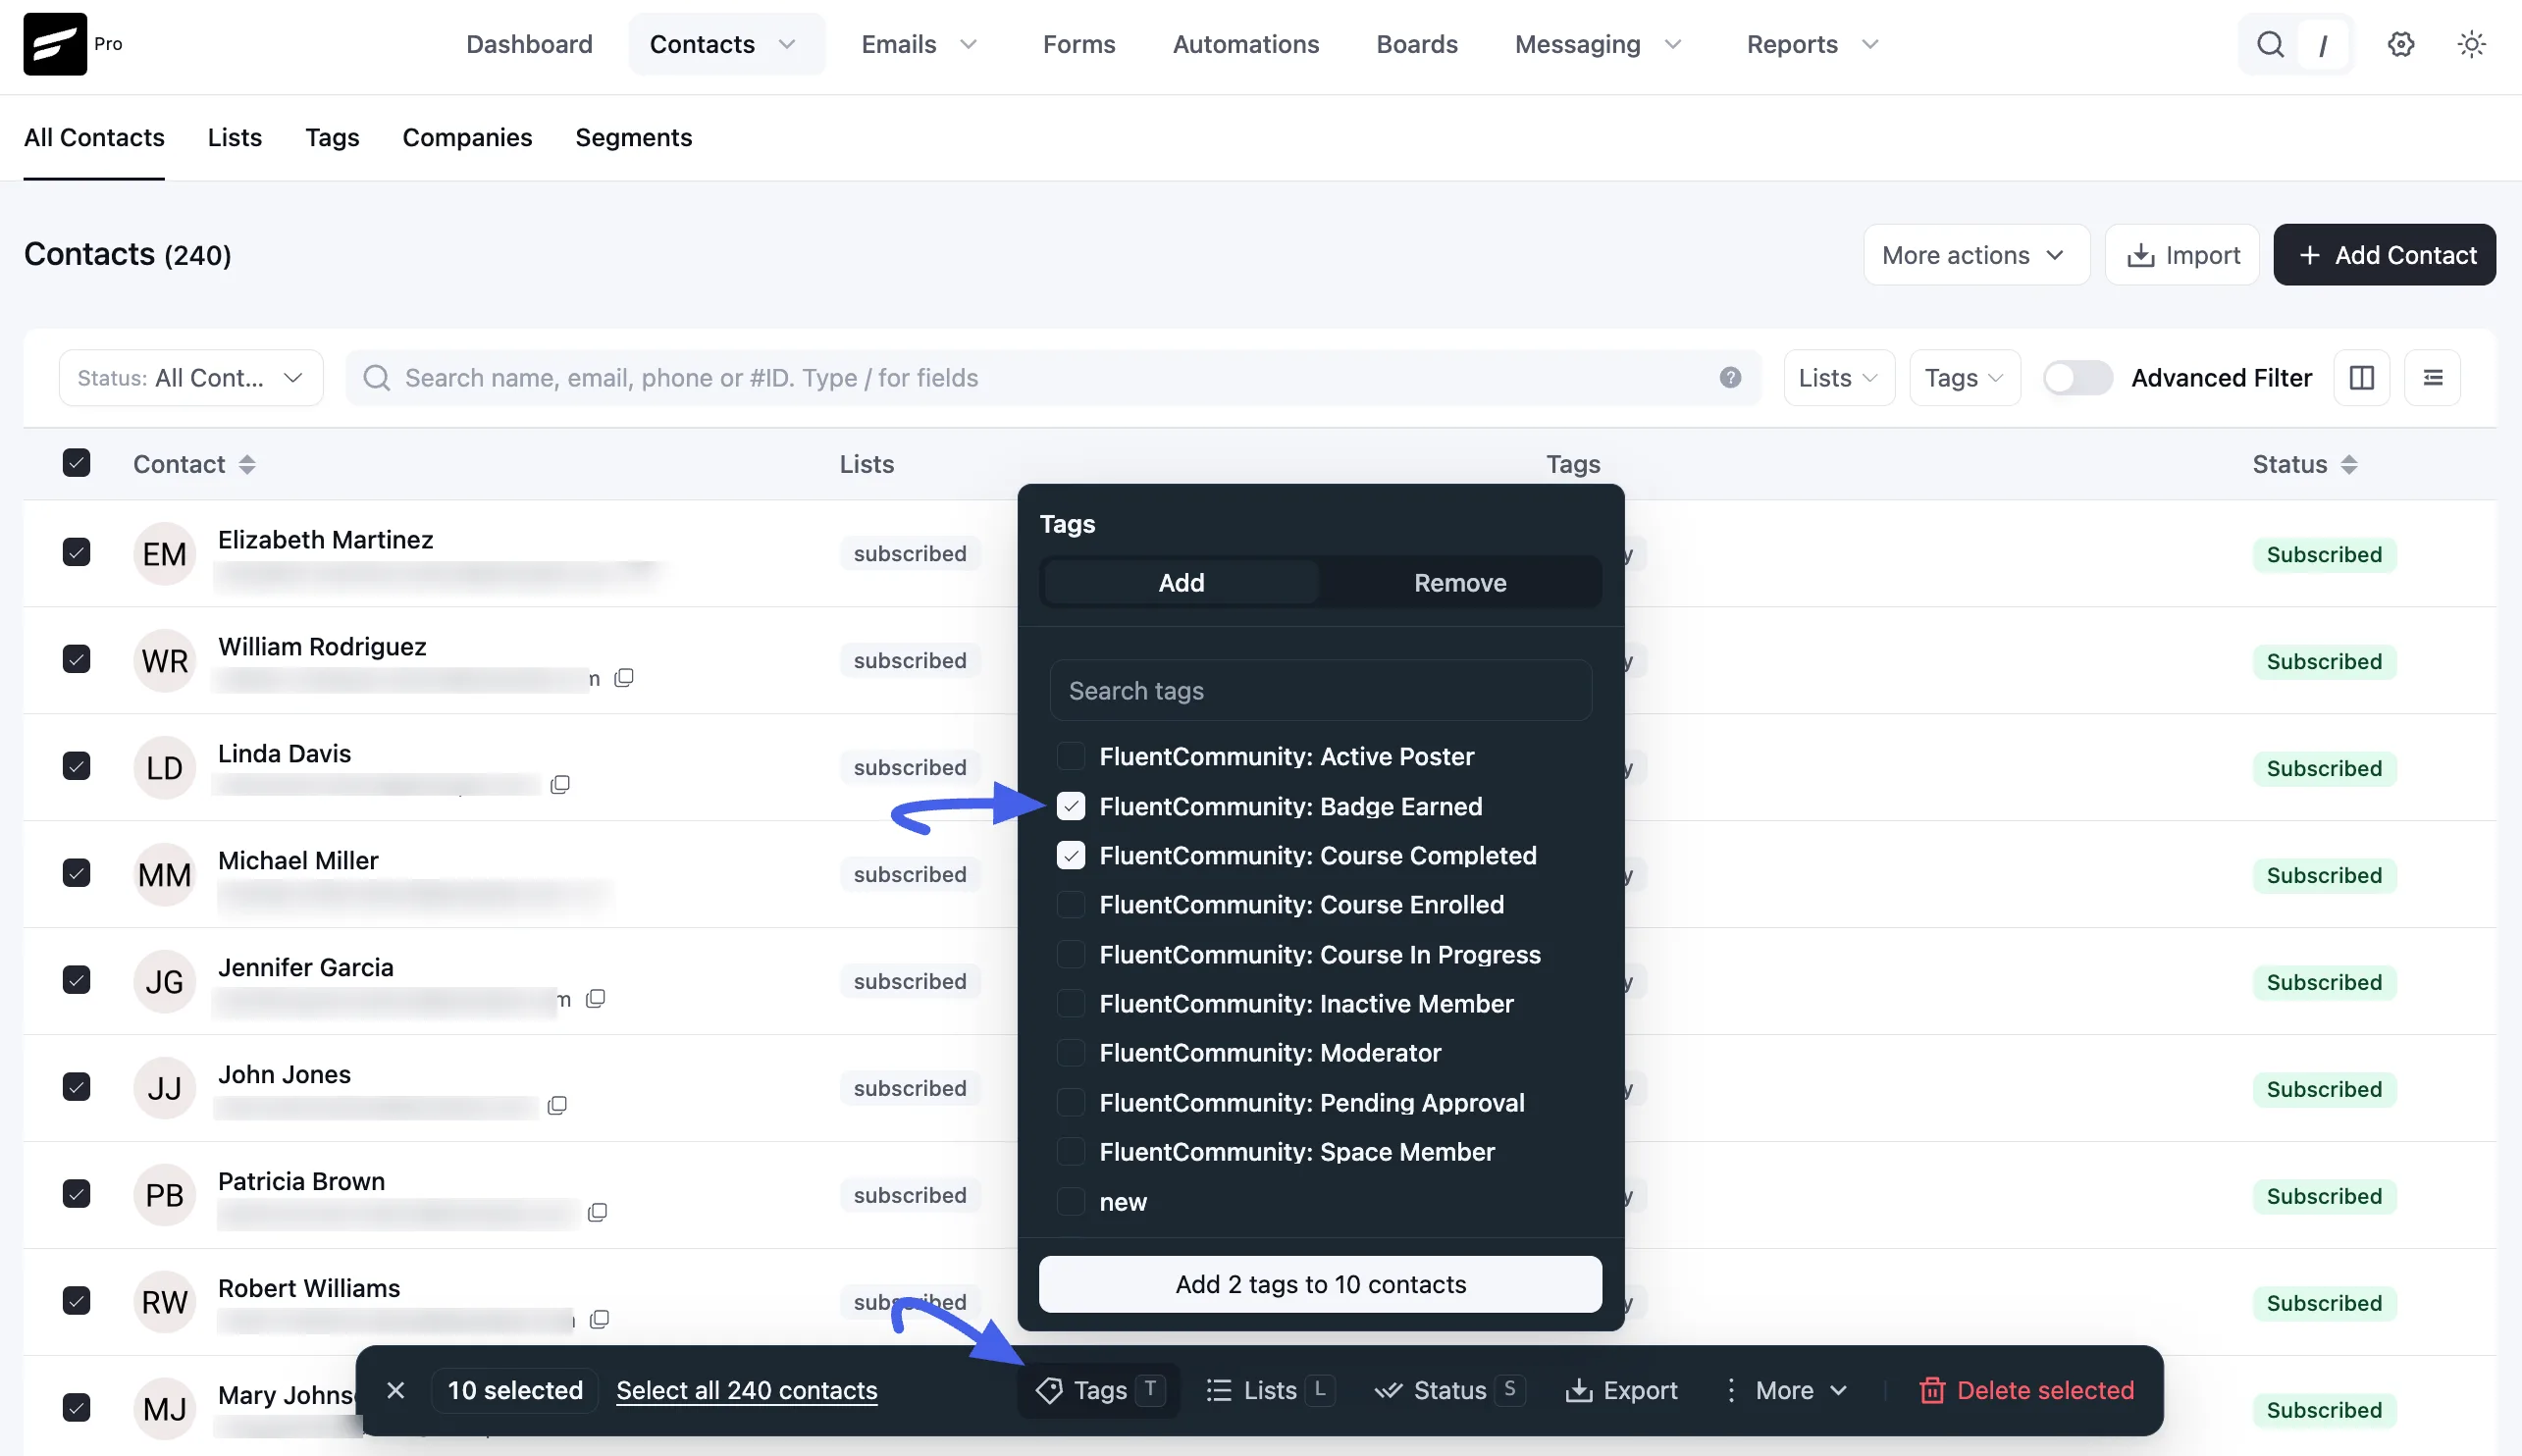 Pro
Dashboard
Contacts
Emails
Forms
Automations
Boards
Messaging
Reports
/
All Contacts
Lists
Tags
Companies
Segments
Contacts (240)
More actions
Import
+ Add Contact
Status: All Cont...
Search name, email, phone or #ID. Type / for fields
?
Lists
Tags
Advanced Filter
Contact
Lists
Tags
Status
EM
Elizabeth Martinez
subscribed
y
Subscribed
WR
William Rodriguez
m
subscribed
y
Subscribed
LD
Linda Davis
subscribed
y
Subscribed
MM
Michael Miller
subscribed
y
Subscribed
JG
Jennifer Garcia
m
subscribed
y
Subscribed
JJ
John Jones
subscribed
y
Subscribed
PB
Patricia Brown
subscribed
y
Subscribed
RW
Robert Williams
subscribed
y
Subscribed
MJ
Mary Johns
Subscribed
Tags
Add
Remove
Search tags
FluentCommunity: Active Poster
FluentCommunity: Badge Earned
FluentCommunity: Course Completed
FluentCommunity: Course Enrolled
FluentCommunity: Course In Progress
FluentCommunity: Inactive Member
FluentCommunity: Moderator
FluentCommunity: Pending Approval
FluentCommunity: Space Member
new
Add 2 tags to 10 contacts
10 selected
Select all 240 contacts
Tags T
Lists L
Status S
Export
More
Delete selected